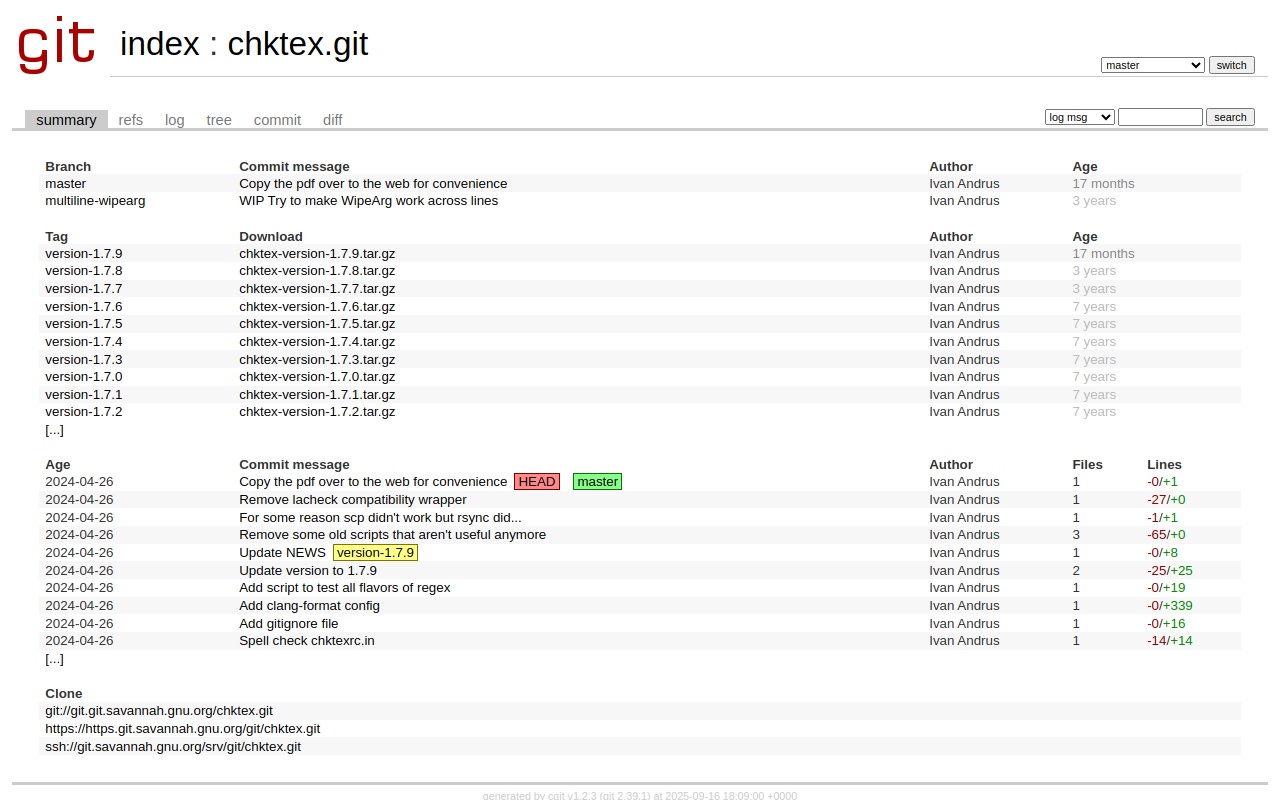 git
index : chktex.git
master switch
summary refs log tree commit diff
log msg search
Branch Commit message Author Age
master Copy the pdf over to the web for convenience Ivan Andrus 17 months
multiline-wipearg WIP Try to make WipeArg work across lines Ivan Andrus 3 years
Tag Download Author Age
version-1.7.9 chktex-version-1.7.9.tar.gz Ivan Andrus 17 months
version-1.7.8 chktex-version-1.7.8.tar.gz Ivan Andrus 3 years
version-1.7.7 chktex-version-1.7.7.tar.gz Ivan Andrus 3 years
version-1.7.6 chktex-version-1.7.6.tar.gz Ivan Andrus 7 years
version-1.7.5 chktex-version-1.7.5.tar.gz Ivan Andrus 7 years
version-1.7.4 chktex-version-1.7.4.tar.gz Ivan Andrus 7 years
version-1.7.3 chktex-version-1.7.3.tar.gz Ivan Andrus 7 years
version-1.7.0 chktex-version-1.7.0.tar.gz Ivan Andrus 7 years
version-1.7.1 chktex-version-1.7.1.tar.gz Ivan Andrus 7 years
version-1.7.2 chktex-version-1.7.2.tar.gz Ivan Andrus 7 years
[...]
Age Commit message Author Files Lines
2024-04-26 Copy the pdf over to the web for convenience HEAD master Ivan Andrus 1 -0/+1
2024-04-26 Remove lacheck compatibility wrapper Ivan Andrus 1 -27/+0
2024-04-26 For some reason scp didn't work but rsync did... Ivan Andrus 1 -1/+1
2024-04-26 Remove some old scripts that aren't useful anymore Ivan Andrus 3 -65/+0
2024-04-26 Update NEWS version-1.7.9 Ivan Andrus 1 -0/+8
2024-04-26 Update version to 1.7.9 Ivan Andrus 2 -25/+25
2024-04-26 Add script to test all flavors of regex Ivan Andrus 1 -0/+19
2024-04-26 Add clang-format config Ivan Andrus 1 -0/+339
2024-04-26 Add gitignore file Ivan Andrus 1 -0/+16
2024-04-26 Spell check chktexrc.in Ivan Andrus 1 -14/+14
[...]
Clone
git://git.git.savannah.gnu.org/chktex.git
https://https.git.savannah.gnu.org/git/chktex.git
ssh://git.savannah.gnu.org/srv/git/chktex.git
generated by cgit v1.2.3 (git 2.39.1) at 2025-09-16 18:09:00 +0000